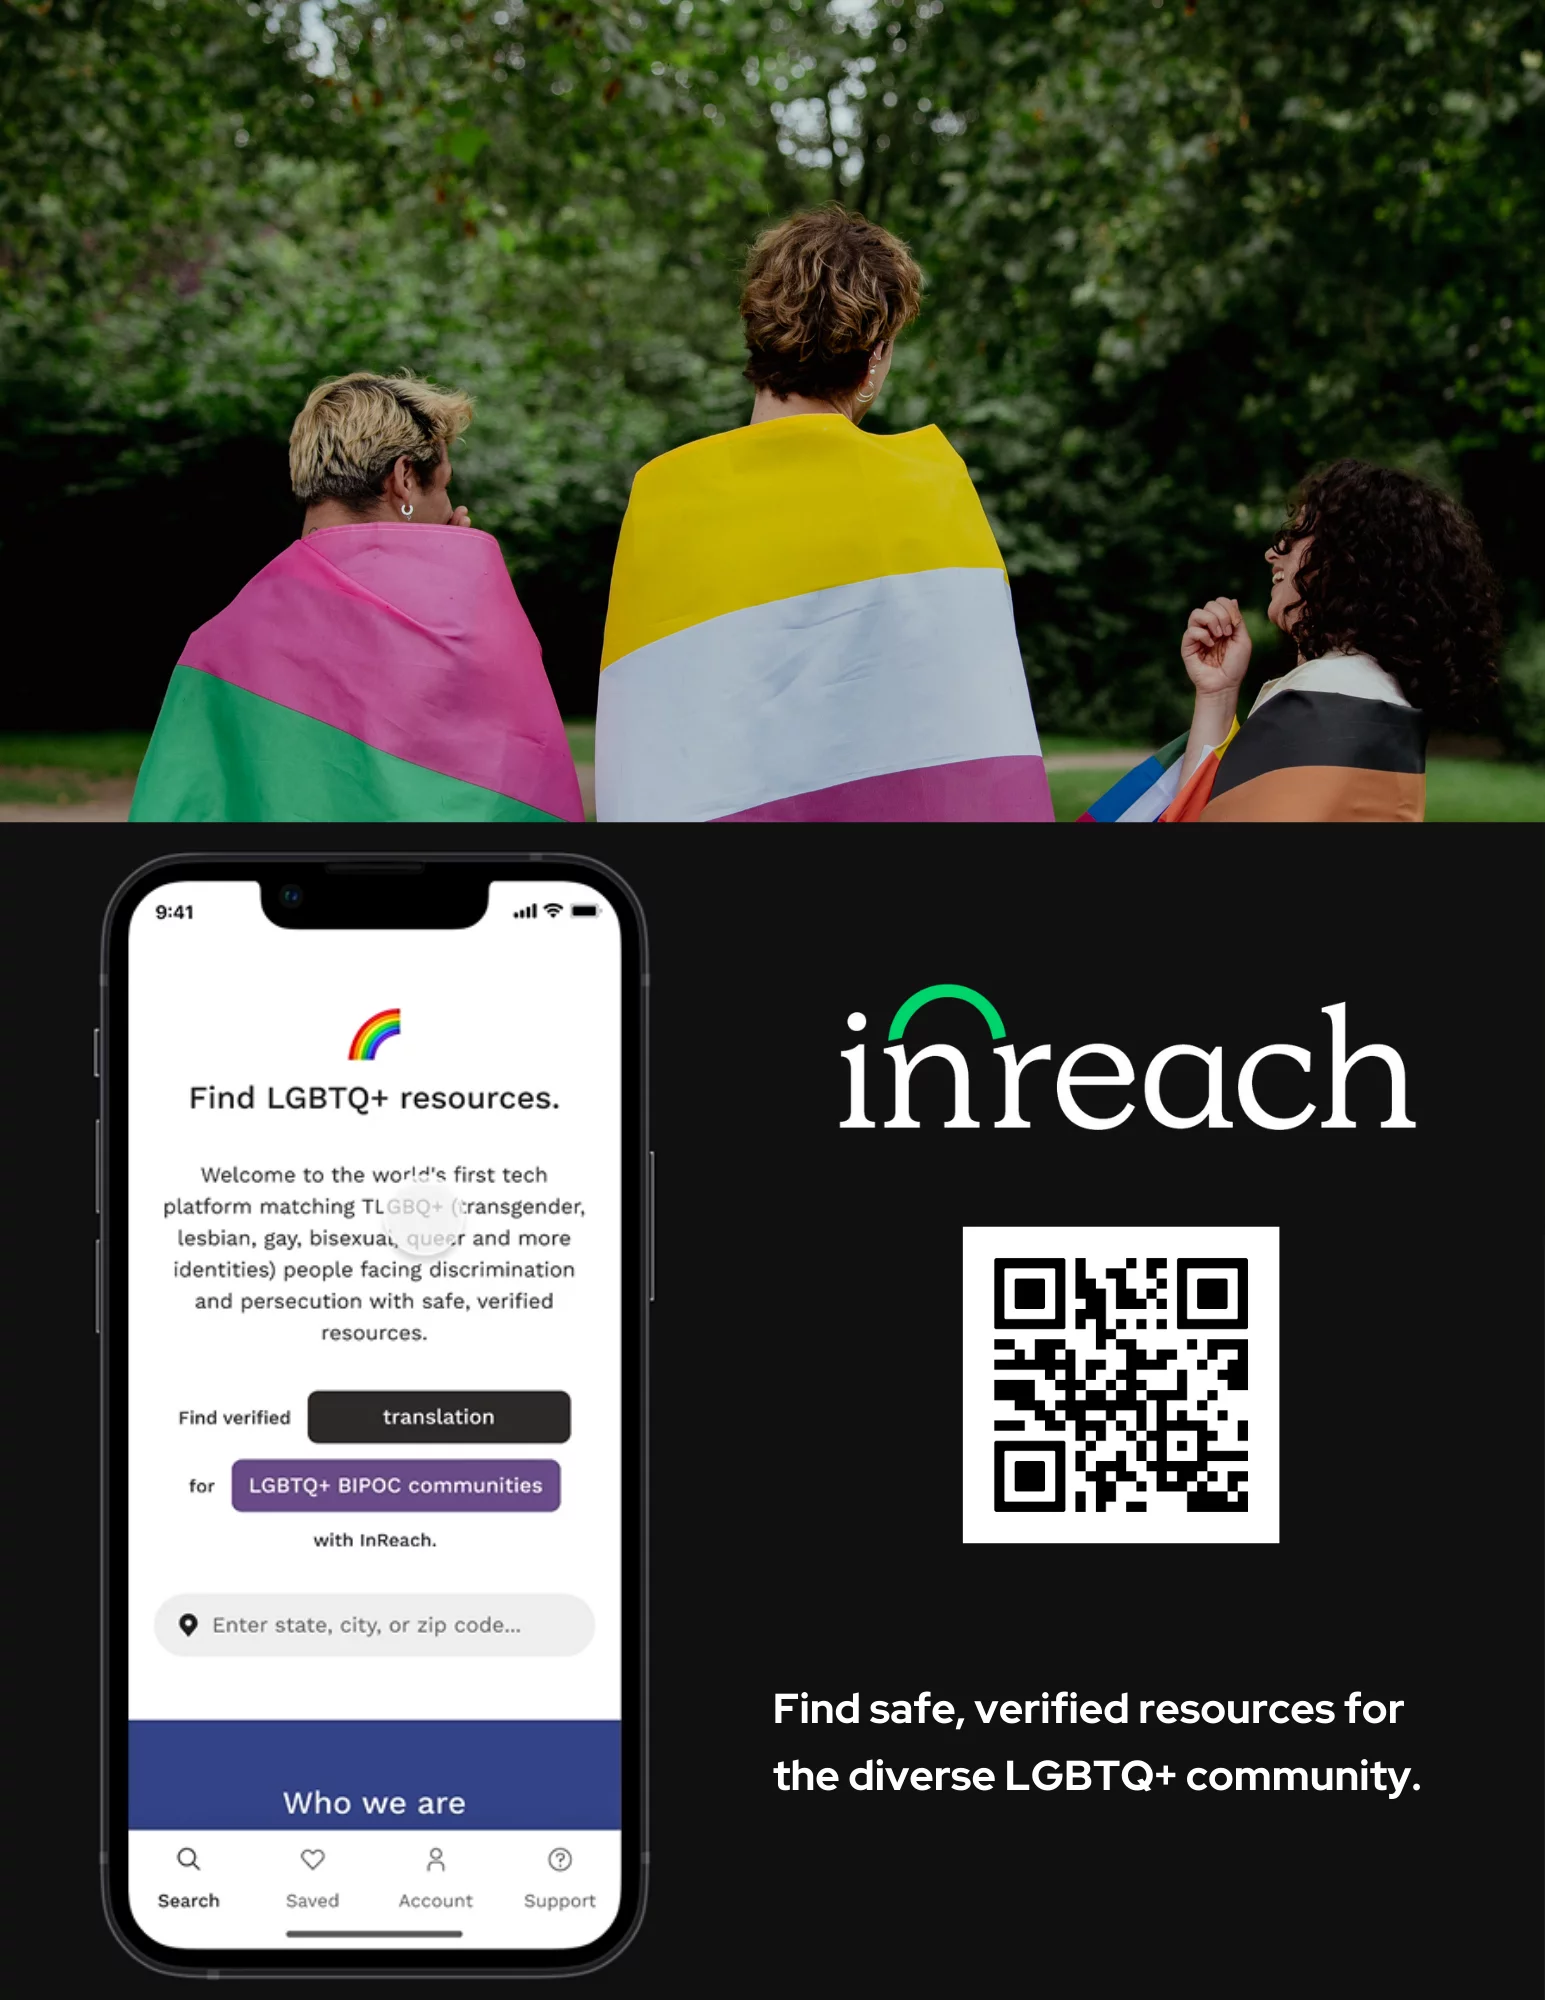 9:41
Find LGBTQ+ resources.
Welcome to the world's first tech
platform matching TLGBQ+ (transgender,
lesbian, gay, bisexual, queer and more
identities) people facing discrimination
and persecution with safe, verified
resources.
Find verified translation
for LGBTQ+ BIPOC communities
with InReach.
Enter state, city, or zip code...
Who we are
Search Saved Account Support
inreach
Find safe, verified resources for
the diverse LGBTQ+ community.